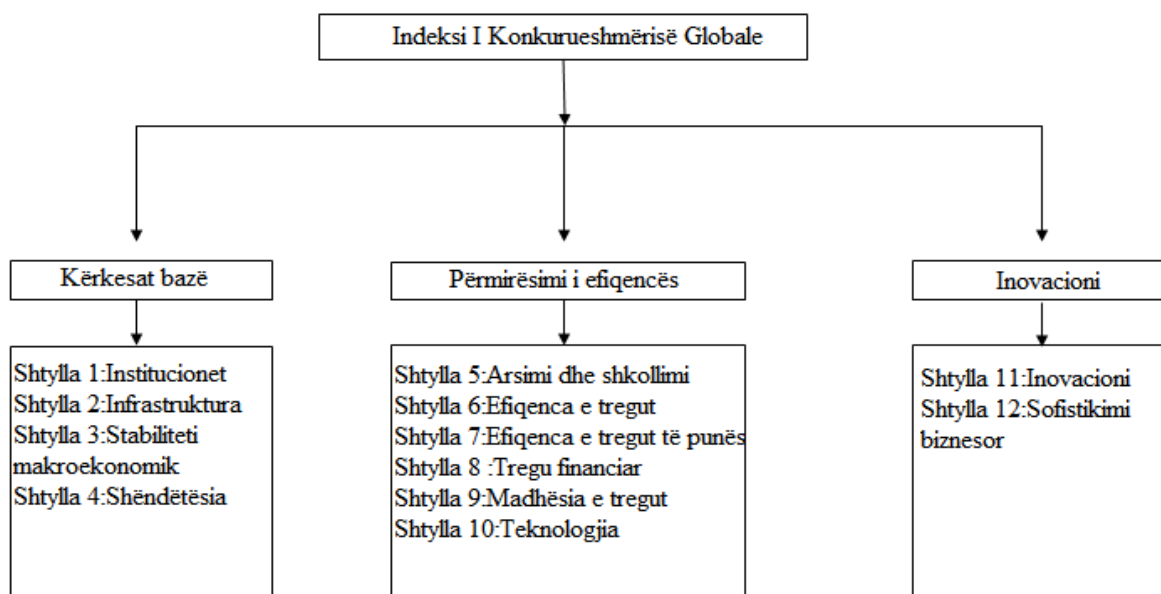 Indeksi I Konkurueshmërisë Globale
Kërkesat bazë
Përmirësimi i efiqencës
Inovacioni
Shtylla 1:Institucionet
Shtylla 2:Infrastruktura
Shtylla 3:Stabiliteti
makroekonomik
Shtylla 4:Shëndëtësia
Shtylla 5:Arsimi dhe shkollimi
Shtylla 6:Efiqenca e tregut
Shtylla 7:Efiqenca e tregut të punës
Shtylla 8 :Tregu financiar
Shtylla 9:Madhësia e tregut
Shtylla 10:Teknologjia
Shtylla 11:Inovacioni
Shtylla 12:Sofistikimi
biznesor